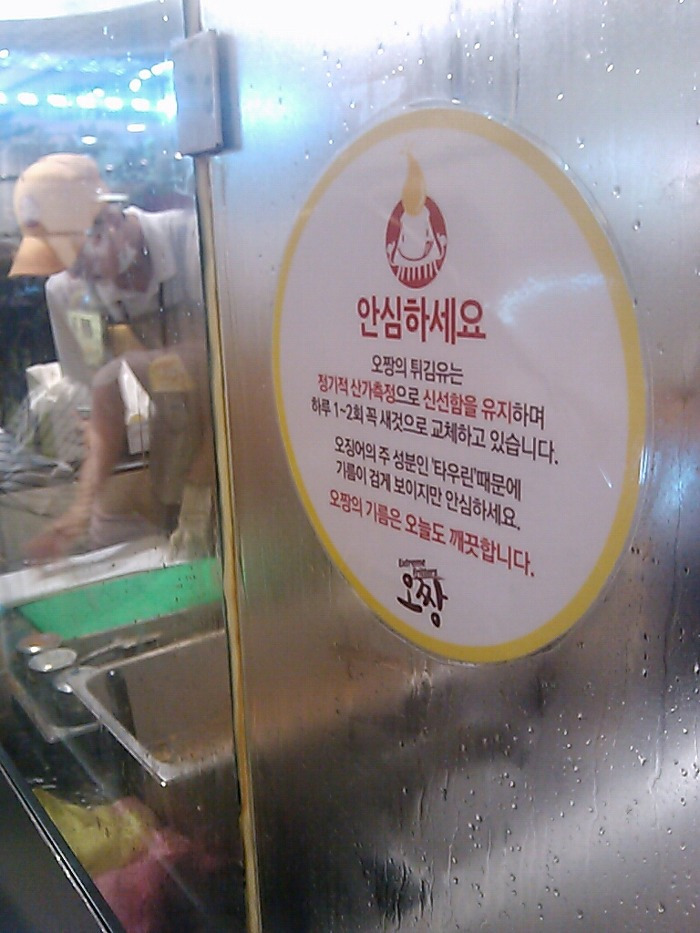 안심하세요
오짱의 튀김유는
정기적 산가측정으로 신선함을 유지하며
하루 1~2회 꼭 새것으로 교체하고 있습니다.
오징어의 주 성분인 '타우린'때문에
기름이 검게 보이지만 안심하세요.
오짱의 기름은 오늘도 깨끗합니다.
Extreme
오짱